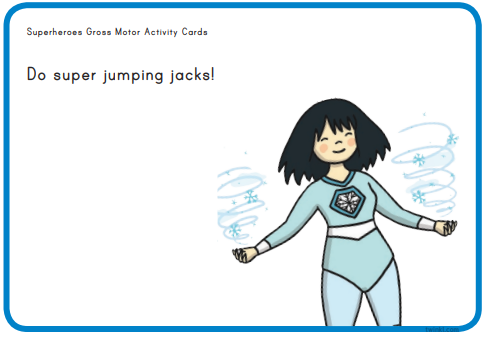 Superheroes Gross Motor Activity Cards
Do super jumping jacks!